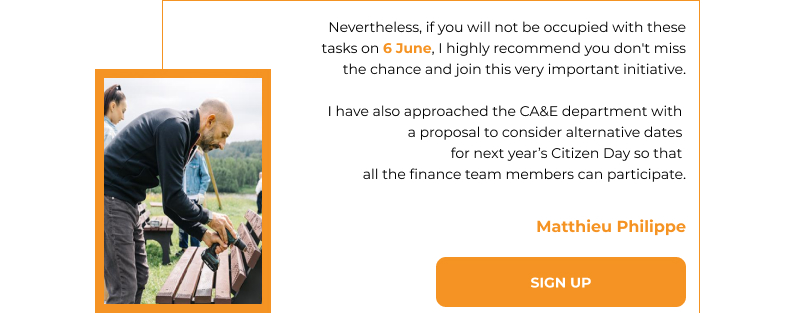 Nevertheless, if you will not be occupied with these
tasks on 6 June, I highly recommend you don't miss
the chance and join this very important initiative.
I have also approached the CA&E department with
a proposal to consider alternative dates
for next year’s Citizen Day so that
all the finance team members can participate.
Matthieu Philippe
SIGN UP